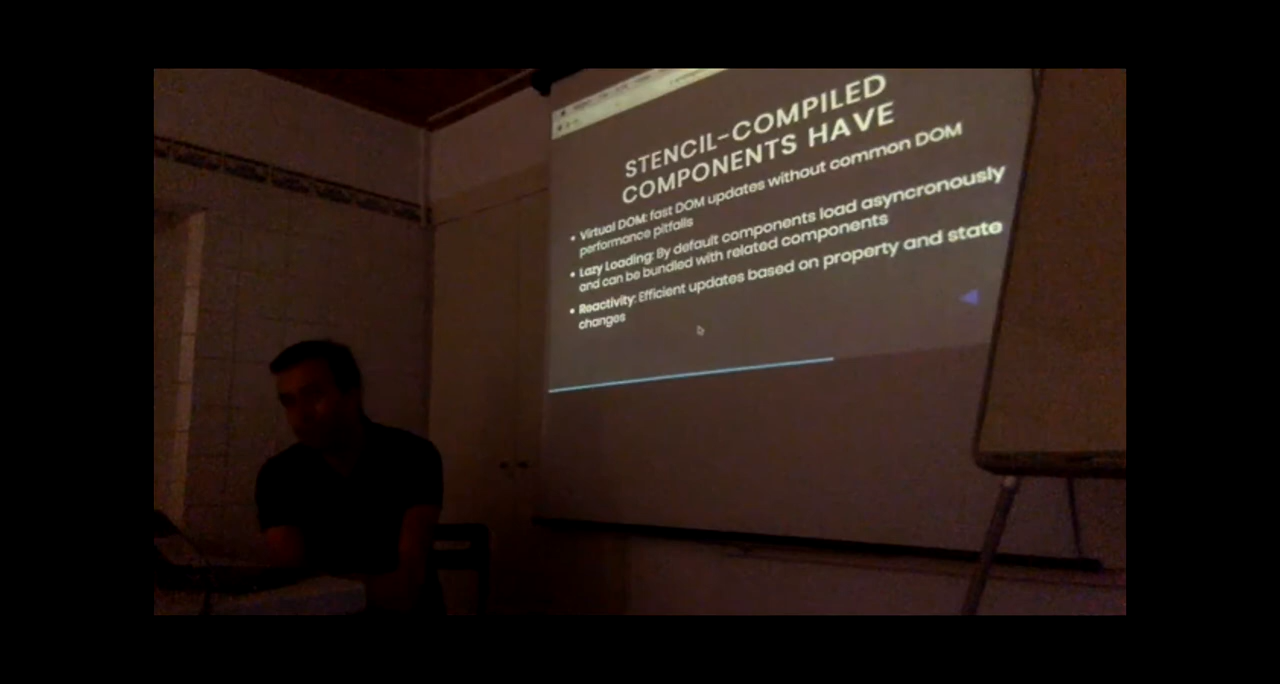 STENCIL-COMPILED
COMPONENTS HAVE
• Virtual DOM: fast DOM updates without common DOM
performance pitfalls
• Lazy Loading: By default components load asyncronously
and can be bundled with related components
• Reactivity: Efficient updates based on property and state
changes